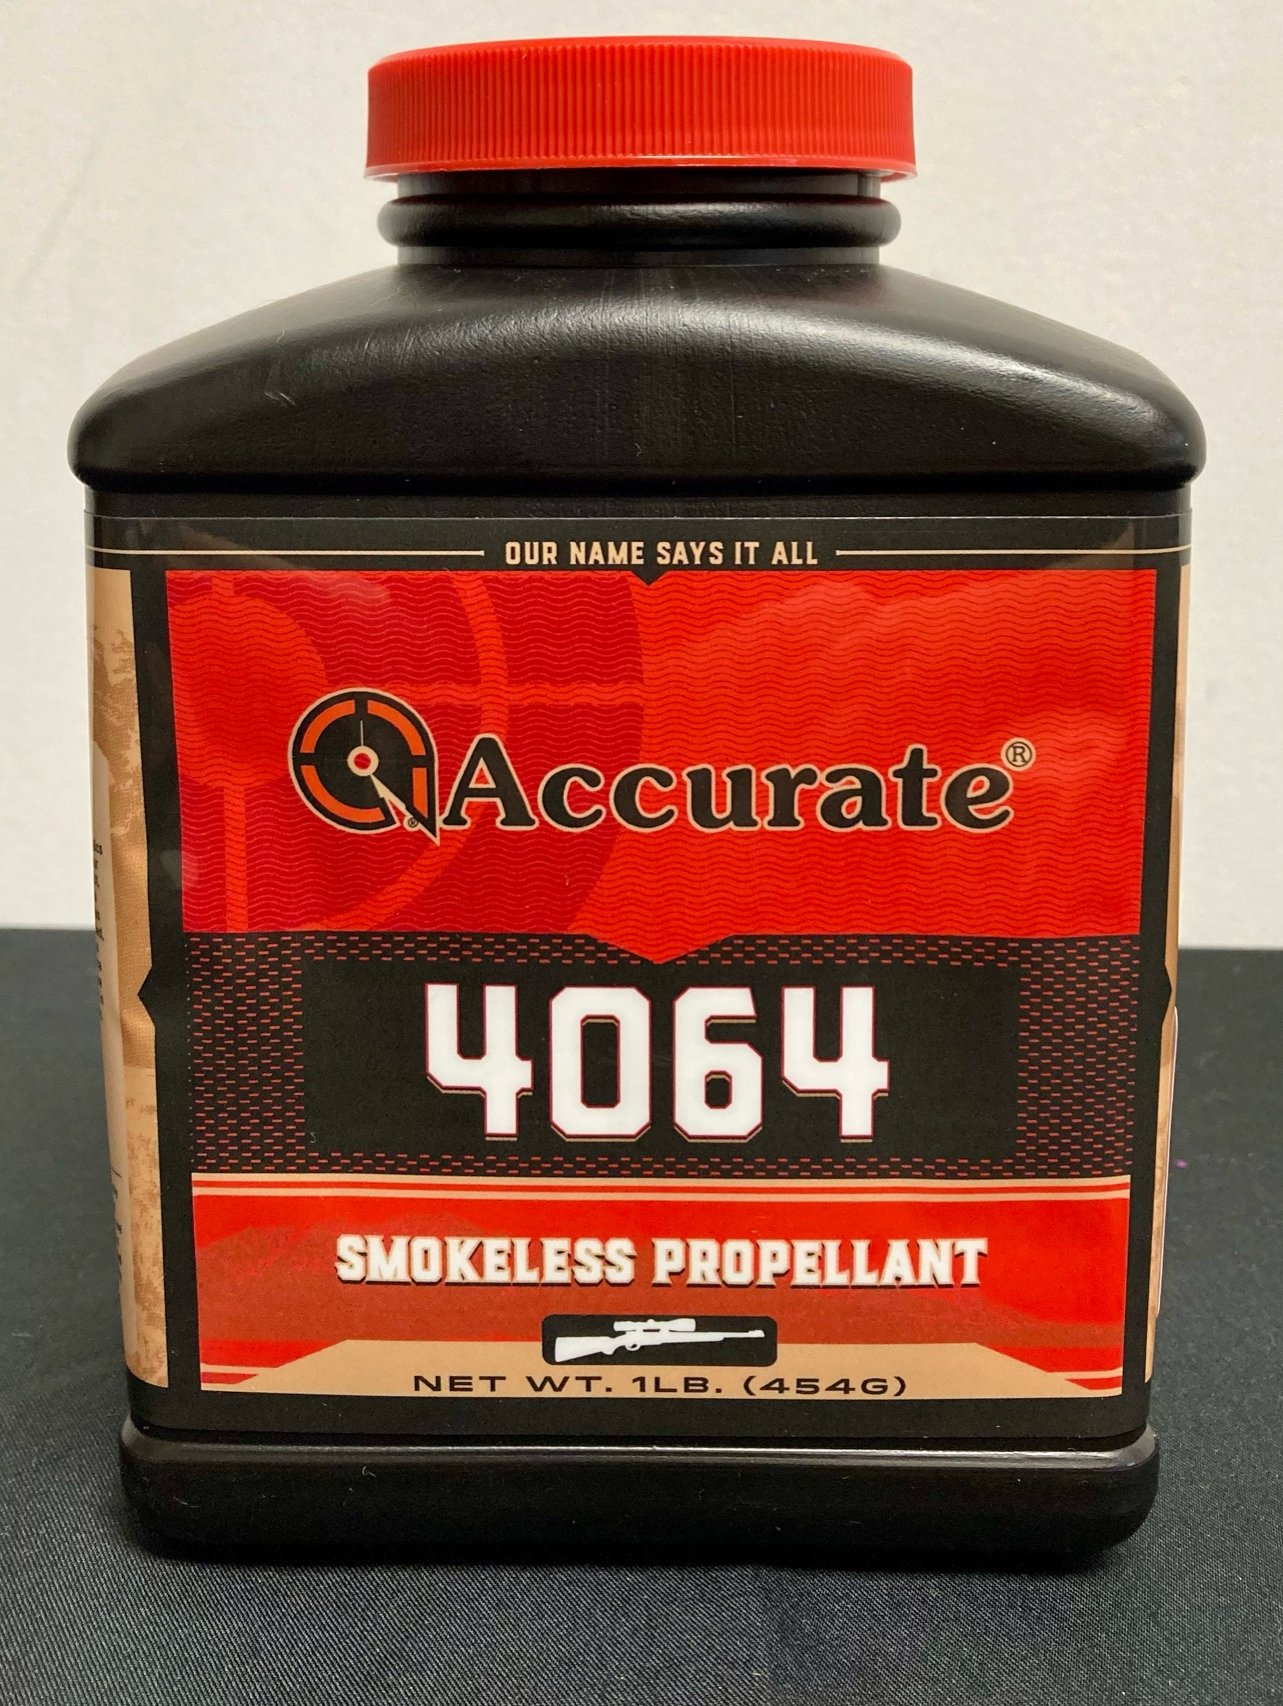 OUR NAME SAYS IT ALL
Accurate®
4064
SMOKELESS PROPELLANT
NET WT. 1LB. (454G)